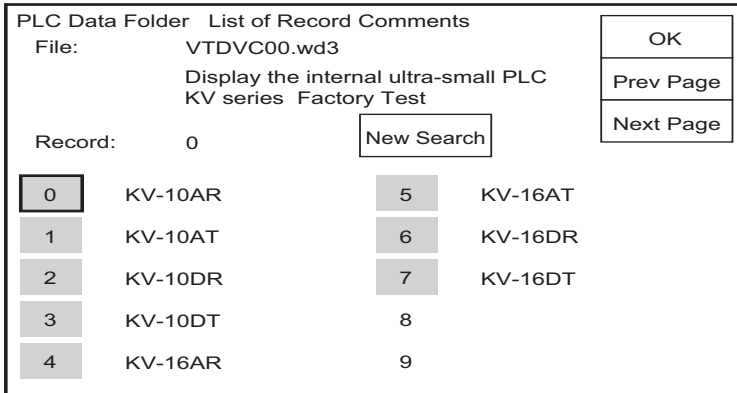 PLC Data Folder   List of Record Comments
File:   VTDVC00.wd3
Display the internal ultra-small PLC
KV series  Factory Test
Record:   0   New Search
OK
Prev Page
Next Page
0   KV-10AR   5   KV-16AT
1   KV-10AT   6   KV-16DR
2   KV-10DR   7   KV-16DT
3   KV-10DT   8
4   KV-16AR   9